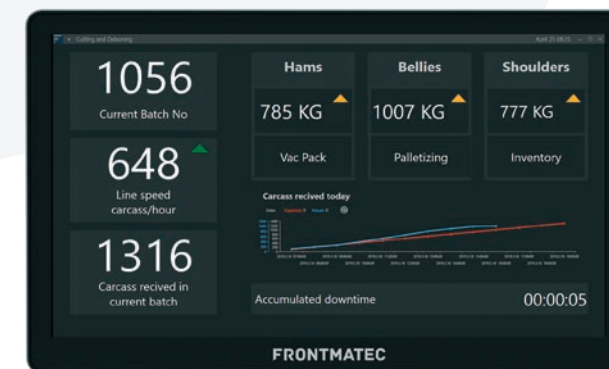 Cutting and Deboning
April 25 08:15
1056
Current Batch No
648
Line speed
carcass/hour
1316
Carcass recived in
current batch
Hams
785 KG
Vac Pack
Bellies
1007 KG
Palletizing
Shoulders
777 KG
Inventory
Carcass recived today
Accumulated downtime
00:00:05
FRONTMATEC